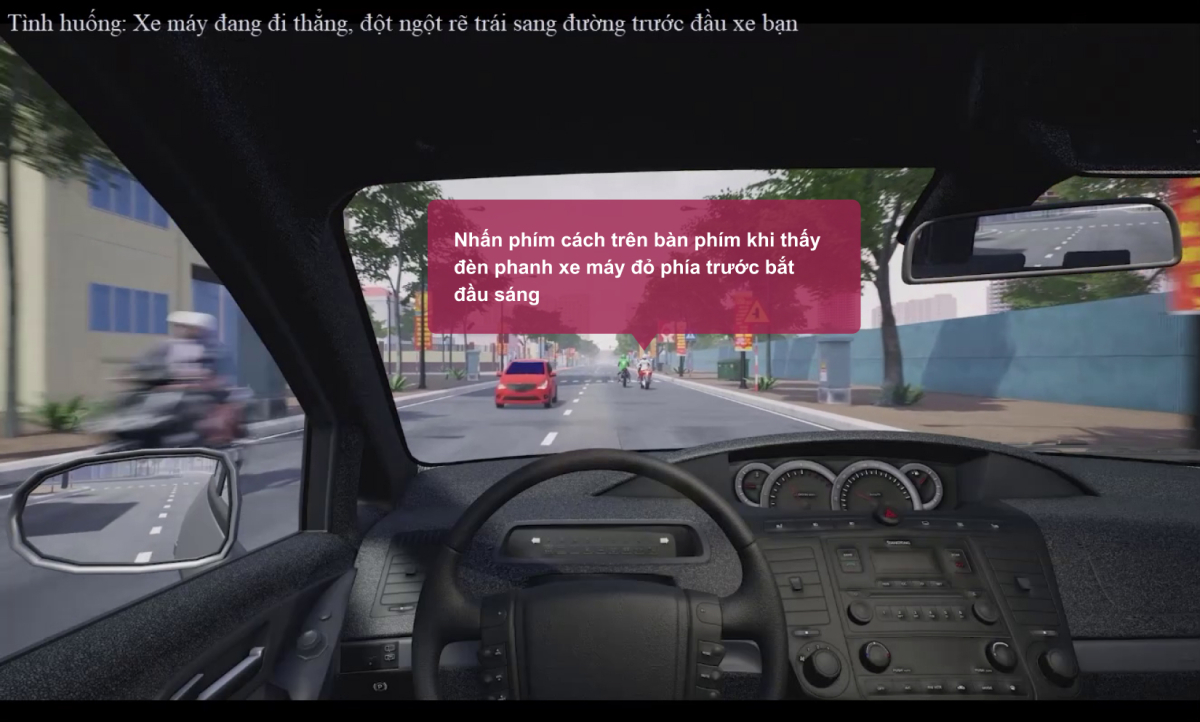 Tình huống: Xe máy đang đi thẳng, đột ngột rẽ trái sang đường trước đầu xe bạn
Nhấn phím cách trên bàn phím khi thấy
đèn phanh xe máy đỏ phía trước bắt
đầu sáng